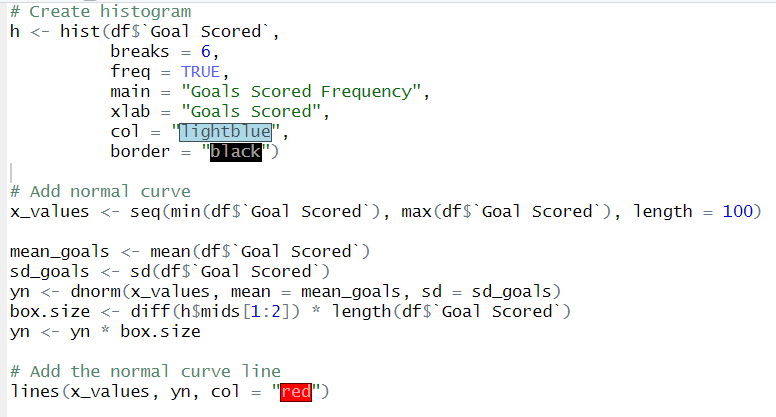 # Create histogram
h <- hist(df$`Goal Scored`,
          breaks = 6,
          freq = TRUE,
          main = "Goals Scored Frequency",
          xlab = "Goals Scored",
          col = "lightblue",
          border = "black")
# Add normal curve
x_values <- seq(min(df$`Goal Scored`), max(df$`Goal Scored`), length = 100)
mean_goals <- mean(df$`Goal Scored`)
sd_goals <- sd(df$`Goal Scored`)
yn <- dnorm(x_values, mean = mean_goals, sd = sd_goals)
box.size <- diff(h$mids[1:2]) * length(df$`Goal Scored`)
yn <- yn * box.size
# Add the normal curve line
lines(x_values, yn, col = "red")